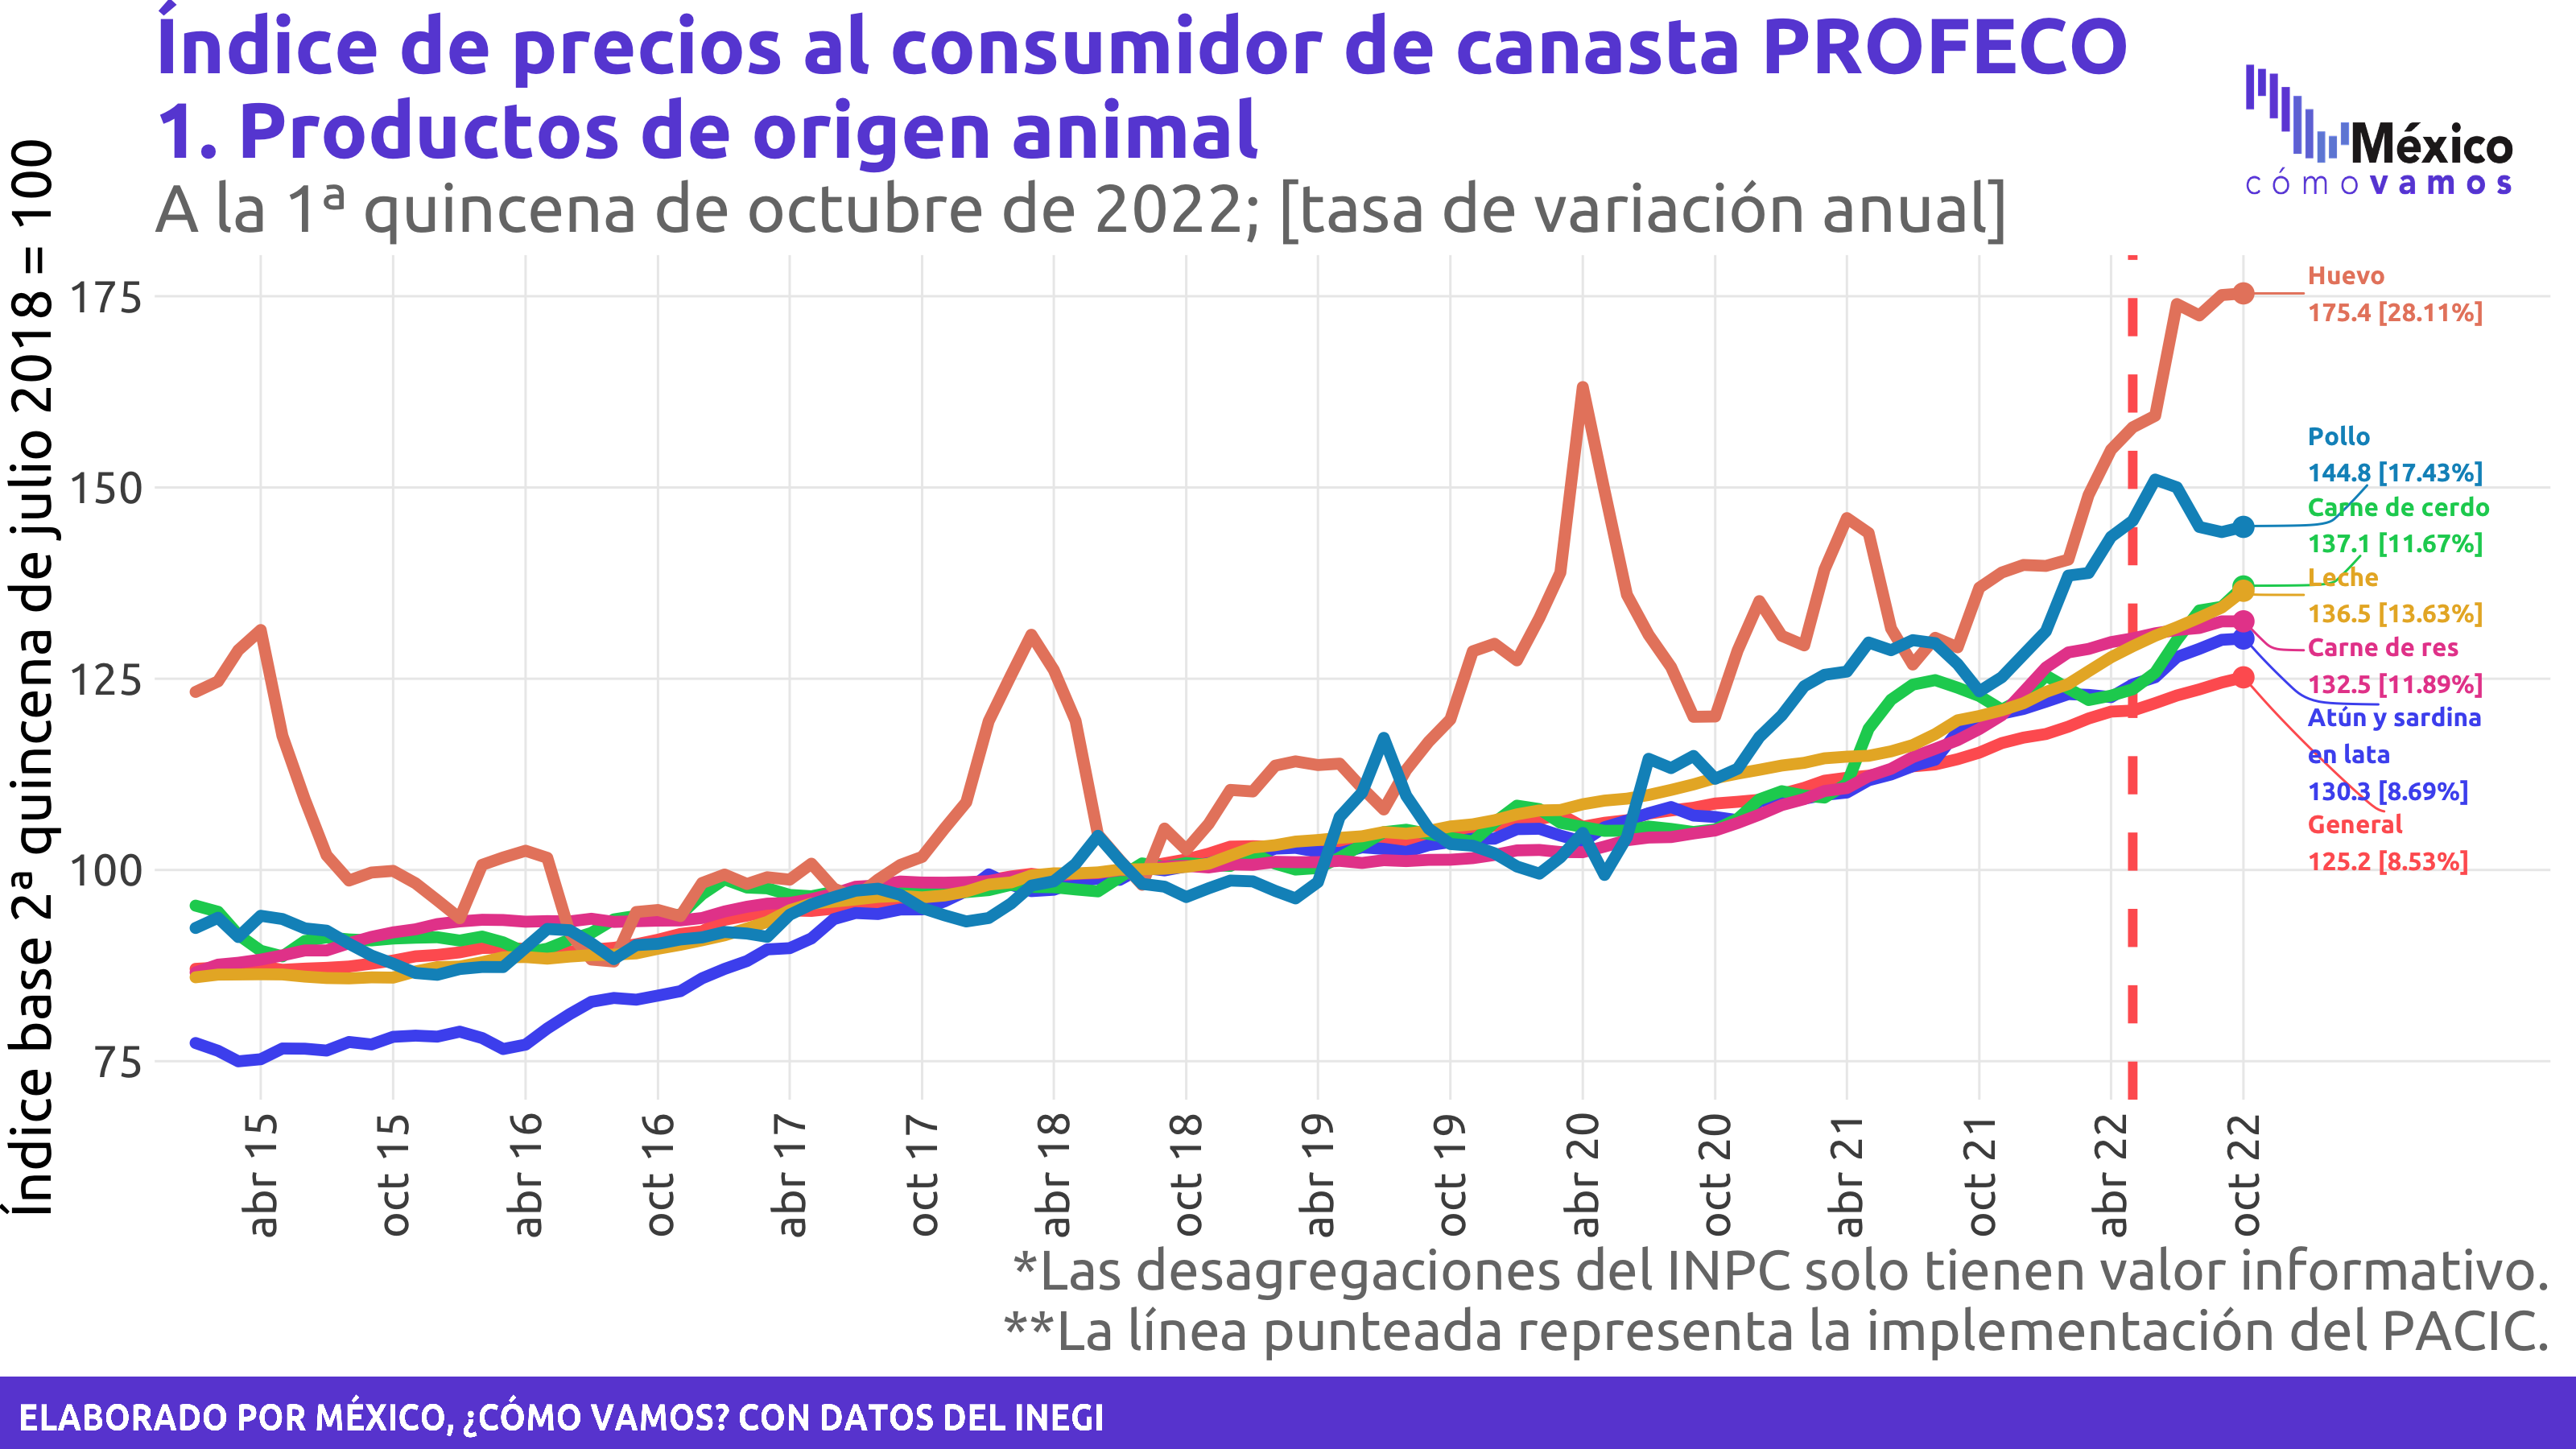 Índice de precios al consumidor de canasta PROFECO
1. Productos de origen animal
A la 1ª quincena de octubre de 2022; [tasa de variación anual]
México
cómovamos
Índice base 2ª quincena de julio 2018 = 100
175
150
125
100
75
Huevo
175.4 [28.11%]
Pollo
144.8 [17.43%]
Carne de cerdo
137.1 [11.67%]
Leche
136.5 [13.63%]
Carne de res
132.5 [11.89%]
Atún y sardina
en lata
130.3 [8.69%]
General
125.2 [8.53%]
abr 15
oct 15
abr 16
oct 16
abr 17
oct 17
abr 18
oct 18
abr 19
oct 19
abr 20
oct 20
abr 21
oct 21
abr 22
oct 22
*Las desagregaciones del INPC solo tienen valor informativo.
**La línea punteada representa la implementación del PACIC.
ELABORADO POR MÉXICO, ¿CÓMO VAMOS? CON DATOS DEL INEGI